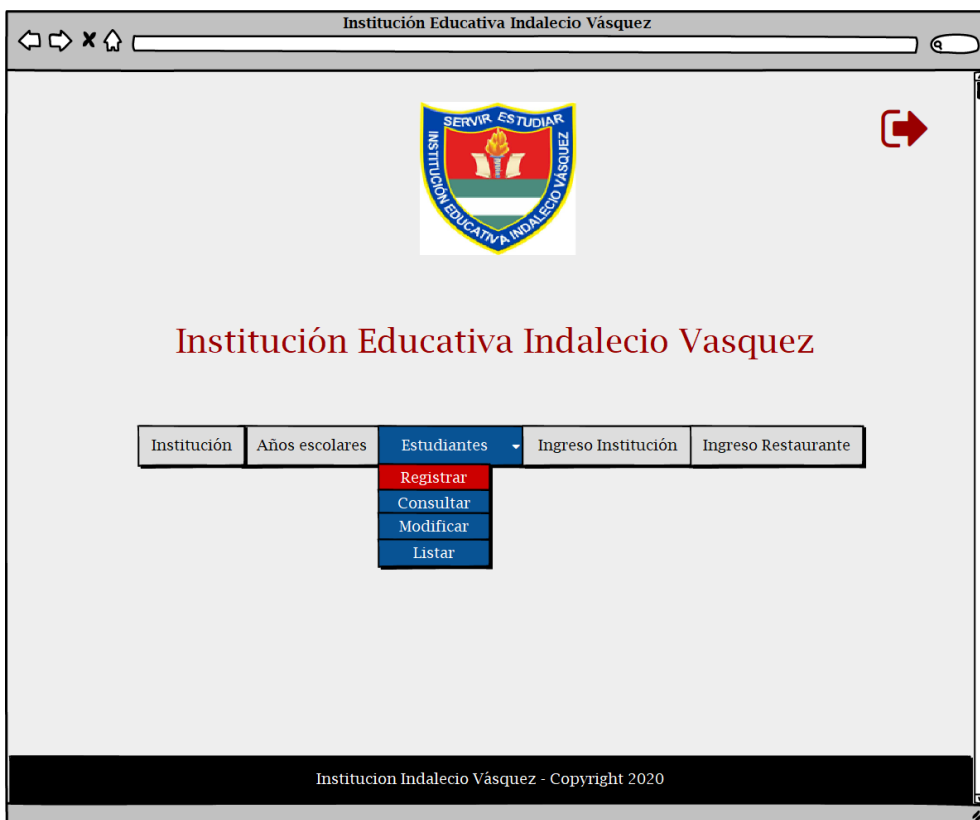 Institución Educativa Indalecio Vásquez
SERVIR ESTUDIAR
INSTITUCIÓN EDUCATIVA INDALECIO VÁSQUEZ
Institución Educativa Indalecio Vasquez
Institución Años escolares Estudiantes Ingreso Institución Ingreso Restaurante
Registrar
Consultar
Modificar
Listar
Institucion Indalecio Vásquez - Copyright 2020